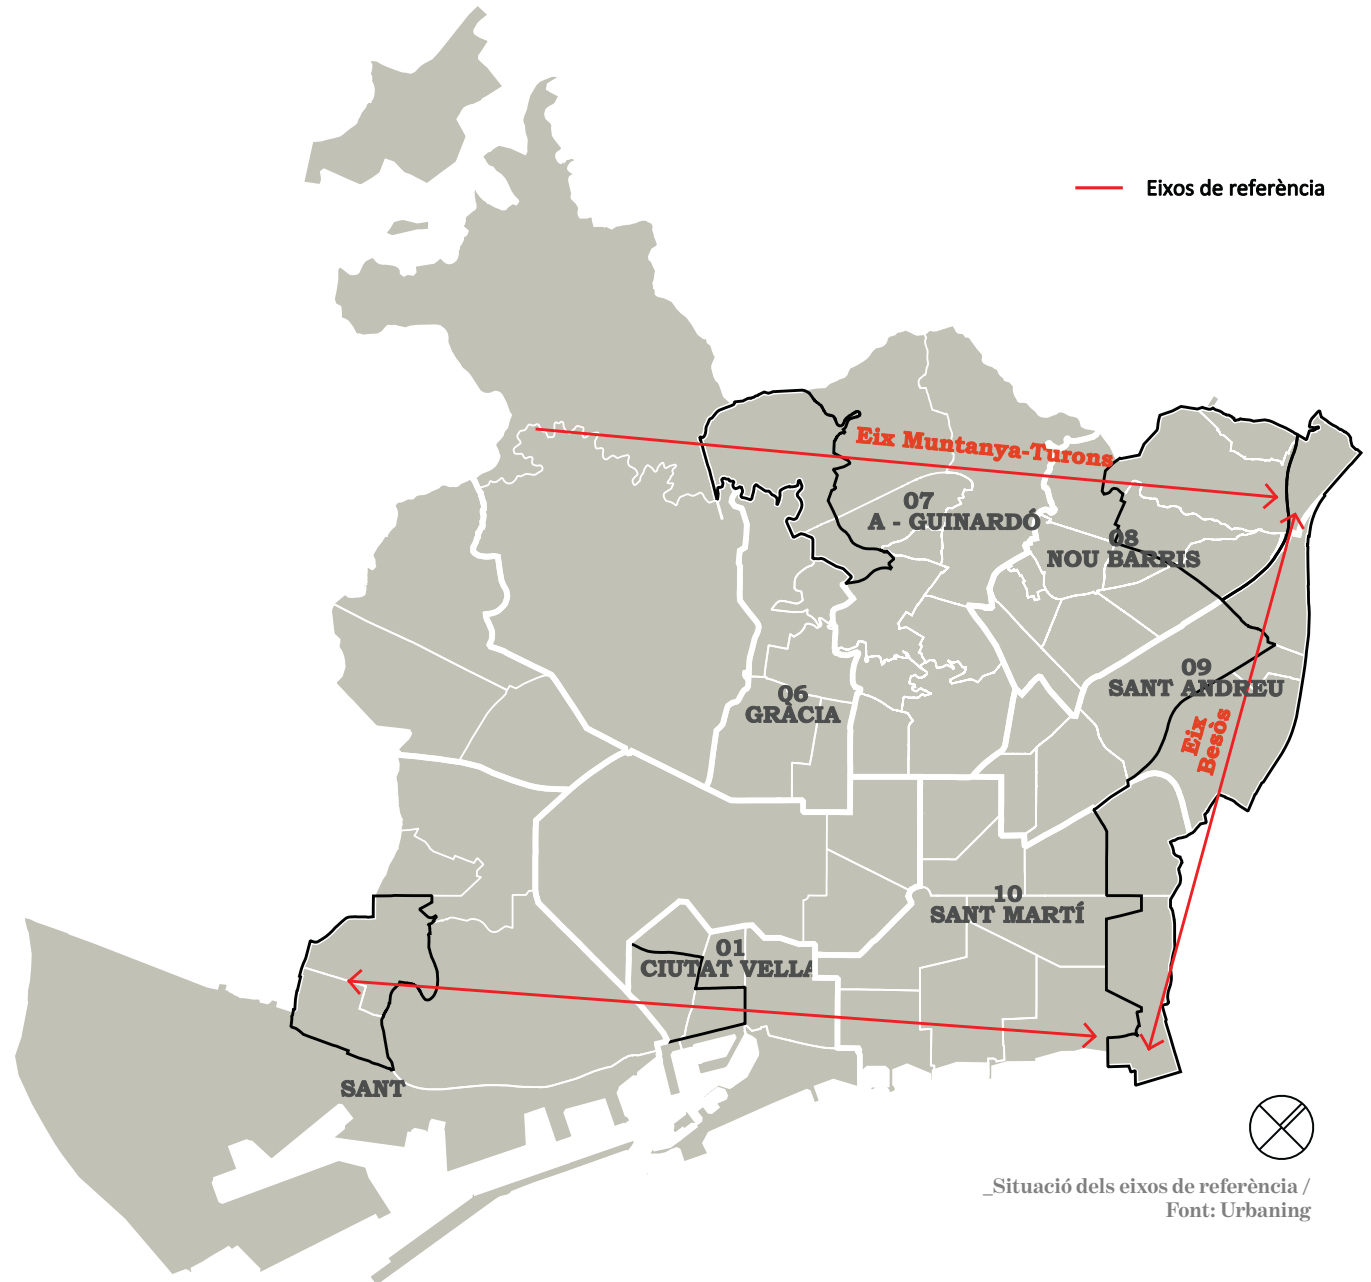 Eixos de referència
Eix Muntanya-Turons
07
A - GUINARDÓ
08
NOU BARRIS
09
SANT ANDREU
06
GRÀCIA
Eix
Besòs
10
SANT MARTÍ
01
CIUTAT VELLA
SANT
_Situació dels eixos de referència /
Font: Urbaning